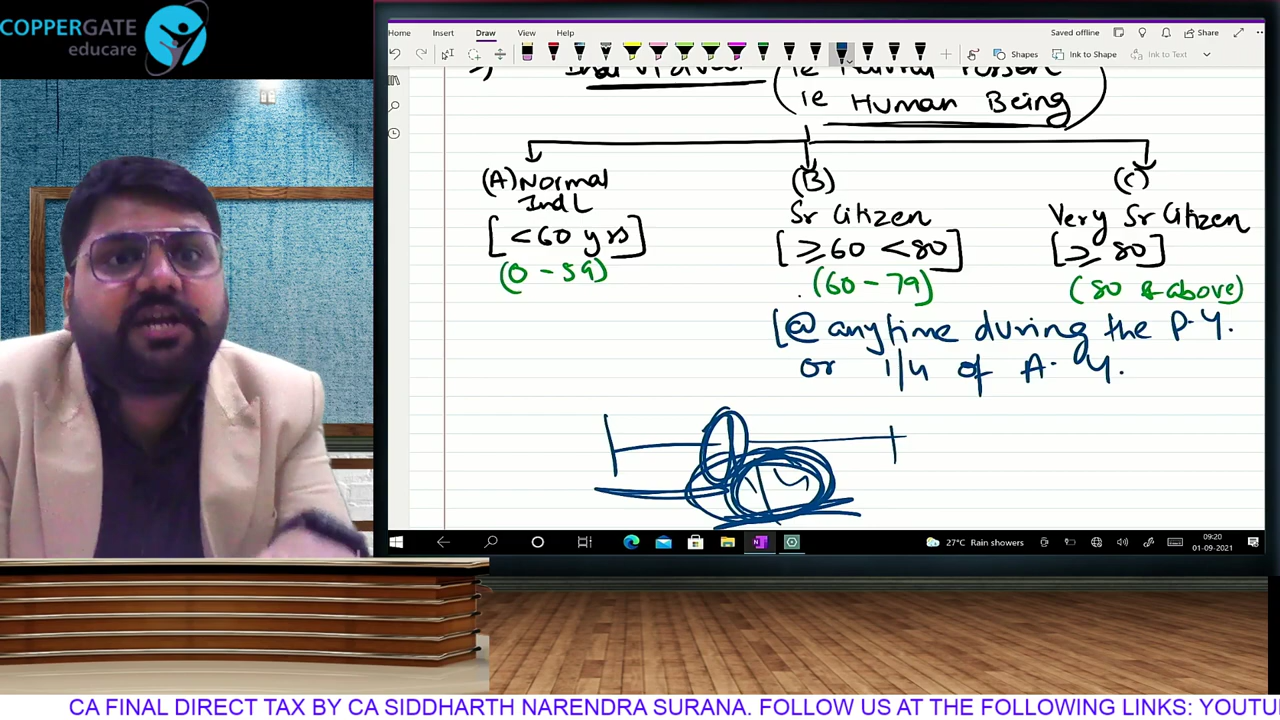 COPPERGATE
educare
Home Insert Draw View Help
Saved offline
Share
Shapes
Ink to Shape
Ink to Text
(ie Human Being)
(A) Normal
Indl
[<60 yrs]
(0 - 59)
(B)
Sr Citizen
[≥60 <80]
(60 - 79)
(C)
Very Sr Citizen
[≥ 80]
(80 & above)
[@ anytime during the P.Y.
or 1/4 of A.Y.
1/4
27°C Rain showers
09:20
01-09-2021
CA FINAL DIRECT TAX BY CA SIDDHARTH NARENDRA SURANA. FOLLOW US AT THE FOLLOWING LINKS: YOUTU